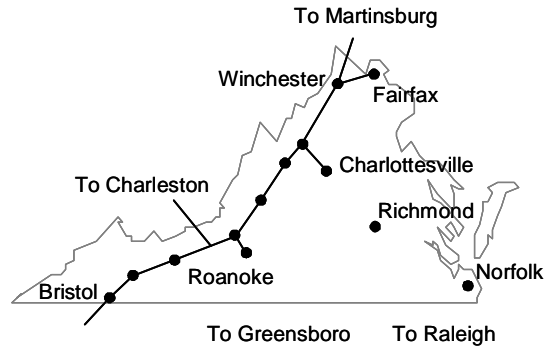 To Martinsburg
Winchester
Fairfax
Charlottesville
To Charleston
Richmond
Roanoke
Norfolk
Bristol
To Greensboro
To Raleigh